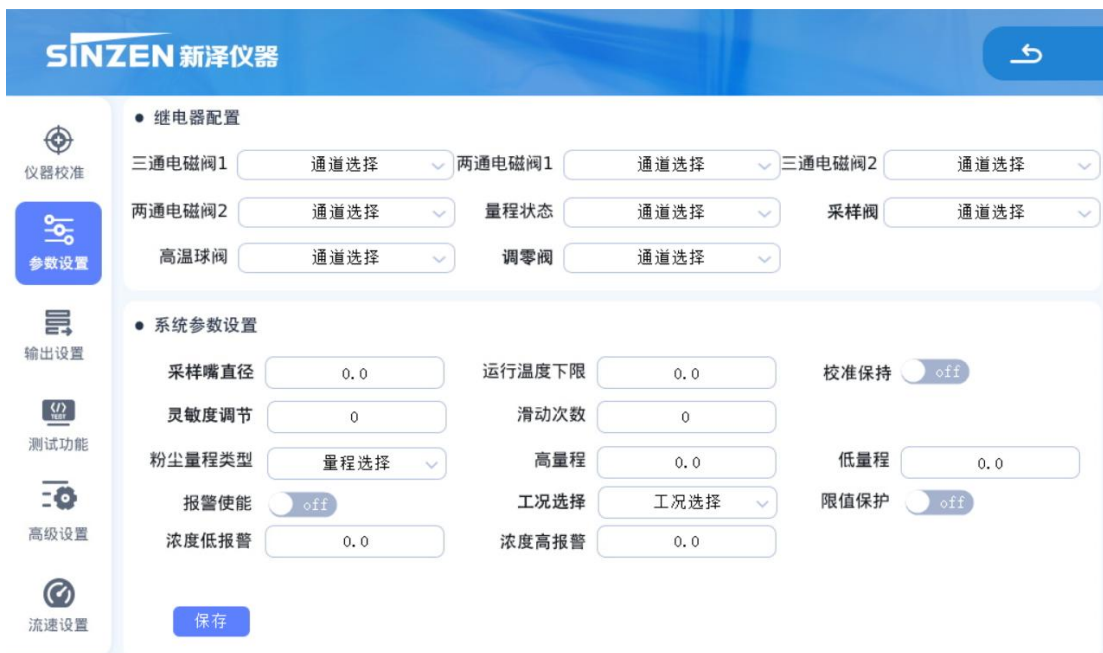 SINZEN 新泽仪器
仪器校准
参数设置
输出设置
TEST
测试功能
高级设置
流速设置
● 继电器配置
三通电磁阀1 通道选择 两通电磁阀1 通道选择 三通电磁阀2 通道选择
两通电磁阀2 通道选择 量程状态 通道选择 采样阀 通道选择
高温球阀 通道选择 调零阀 通道选择
● 系统参数设置
采样嘴直径 0.0 运行温度下限 0.0 校准保持 off
灵敏度调节 0 滑动次数 0
粉尘量程类型 量程选择 高量程 0.0 低量程 0.0
报警使能 off 工况选择 工况选择 限值保护 off
浓度低报警 0.0 浓度高报警 0.0
保存